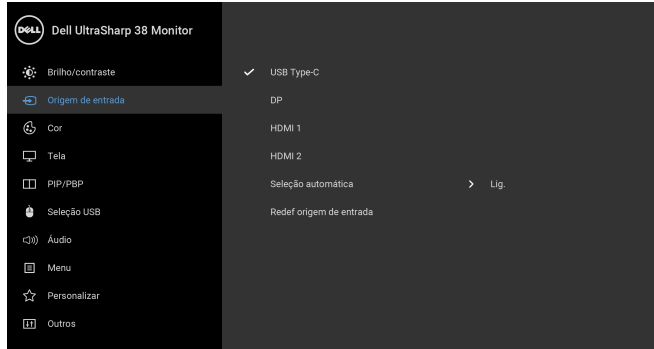 DELL Dell UltraSharp 38 Monitor
Brilho/contraste
USB Type-C
Origem de entrada
DP
Cor
HDMI 1
Tela
HDMI 2
PIP/PBP
Seleção automática
Lig.
Seleção USB
Redef origem de entrada
Áudio
Menu
Personalizar
Outros